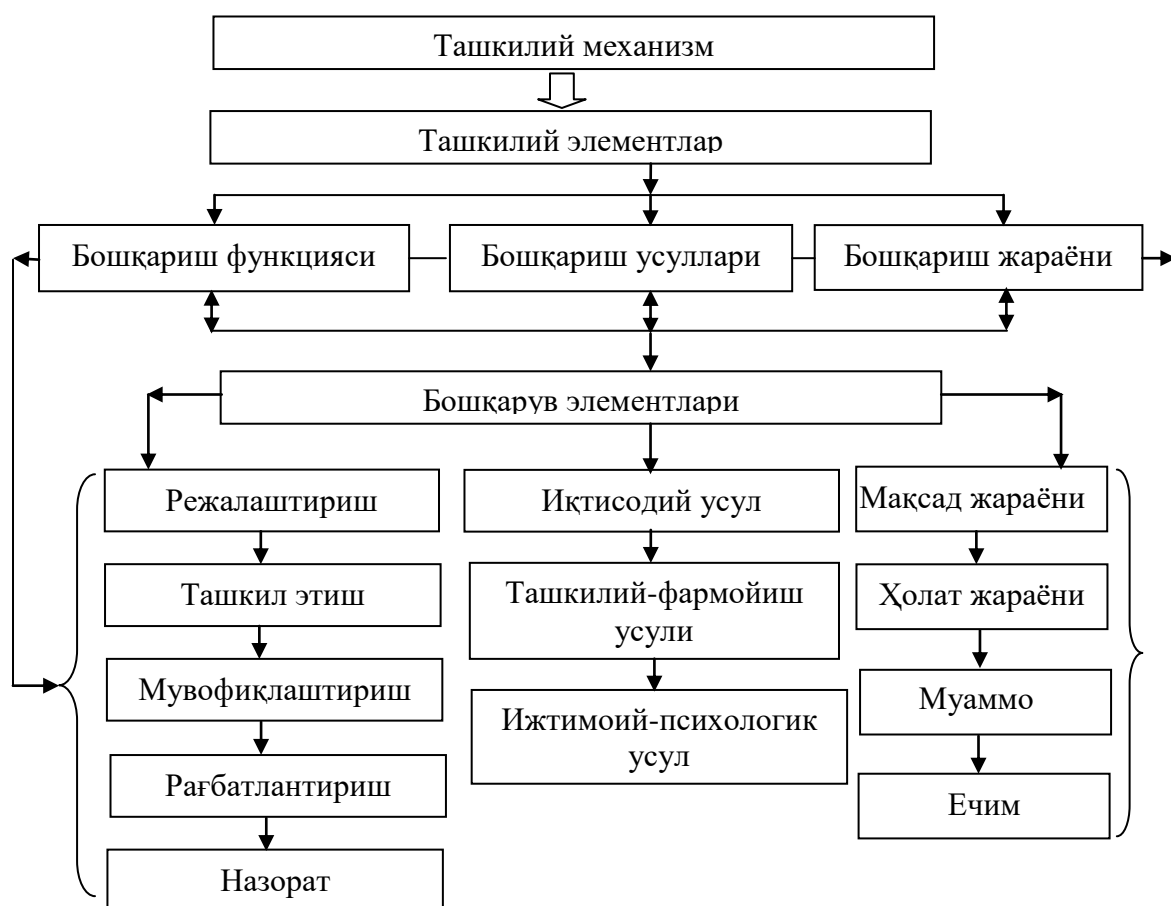 Ташкилий механизм
Ташкилий элементлар
Бошқариш функцияси
Бошқариш усуллари
Бошқариш жараёни
Бошқарув элементлари
Режалаштириш
Ташкил этиш
Мувофиқлаштириш
Рағбатлантириш
Назорат
Иқтисодий усул
Ташкилий-фармойиш
усули
Ижтимоий-психологик
усул
Мақсад жараёни
Ҳолат жараёни
Муаммо
Ечим